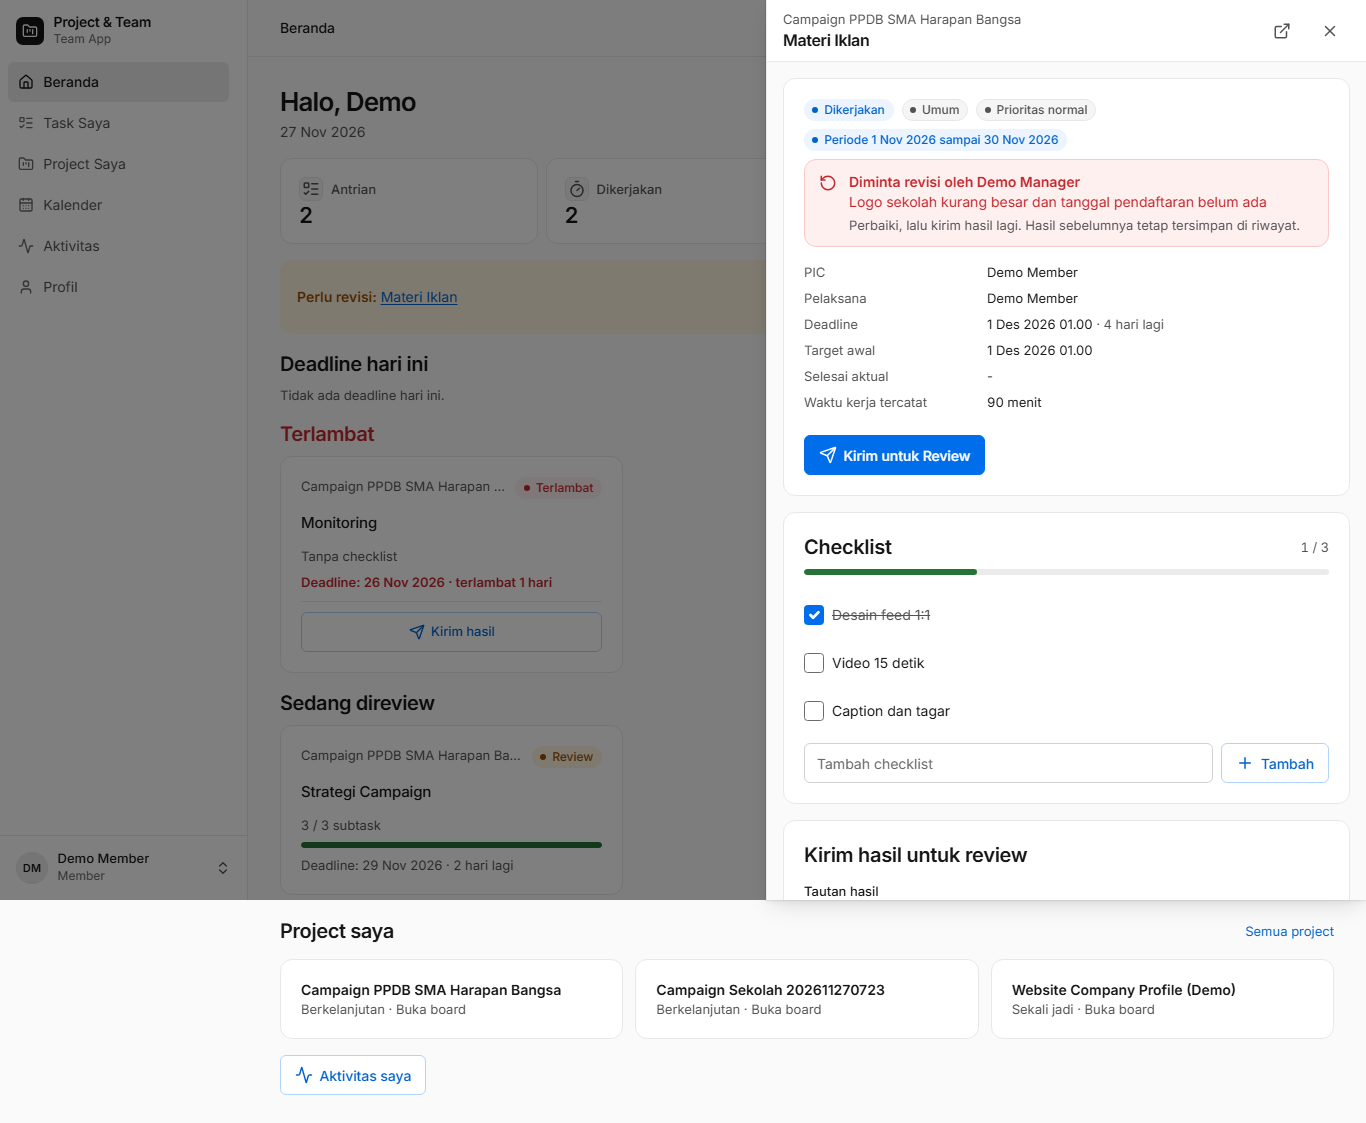 Project & Team
Team App
Beranda
Task Saya
Project Saya
Kalender
Aktivitas
Profil
DM
Demo Member
Member
Beranda
Halo, Demo
27 Nov 2026
Antrian
2
Dikerjakan
2
Perlu revisi: Materi Iklan
Deadline hari ini
Tidak ada deadline hari ini.
Terlambat
Campaign PPDB SMA Harapan ...
Terlambat
Monitoring
Tanpa checklist
Deadline: 26 Nov 2026 · terlambat 1 hari
Kirim hasil
Sedang direview
Campaign PPDB SMA Harapan Ba...
Review
Strategi Campaign
3 / 3 subtask
Deadline: 29 Nov 2026 · 2 hari lagi
Project saya
Semua project
Campaign PPDB SMA Harapan Bangsa
Berkelanjutan · Buka board
Campaign Sekolah 202611270723
Berkelanjutan · Buka board
Website Company Profile (Demo)
Sekali jadi · Buka board
Aktivitas saya
Campaign PPDB SMA Harapan Bangsa
Materi Iklan
Dikerjakan
Umum
Prioritas normal
Periode 1 Nov 2026 sampai 30 Nov 2026
Diminta revisi oleh Demo Manager
Logo sekolah kurang besar dan tanggal pendaftaran belum ada
Perbaiki, lalu kirim hasil lagi. Hasil sebelumnya tetap tersimpan di riwayat.
PIC
Demo Member
Pelaksana
Demo Member
Deadline
1 Des 2026 01.00 · 4 hari lagi
Target awal
1 Des 2026 01.00
Selesai aktual
-
Waktu kerja tercatat
90 menit
Kirim untuk Review
Checklist
1 / 3
Desain feed 1:1
Video 15 detik
Caption dan tagar
Tambah checklist
Tambah
Kirim hasil untuk review
Tautan hasil